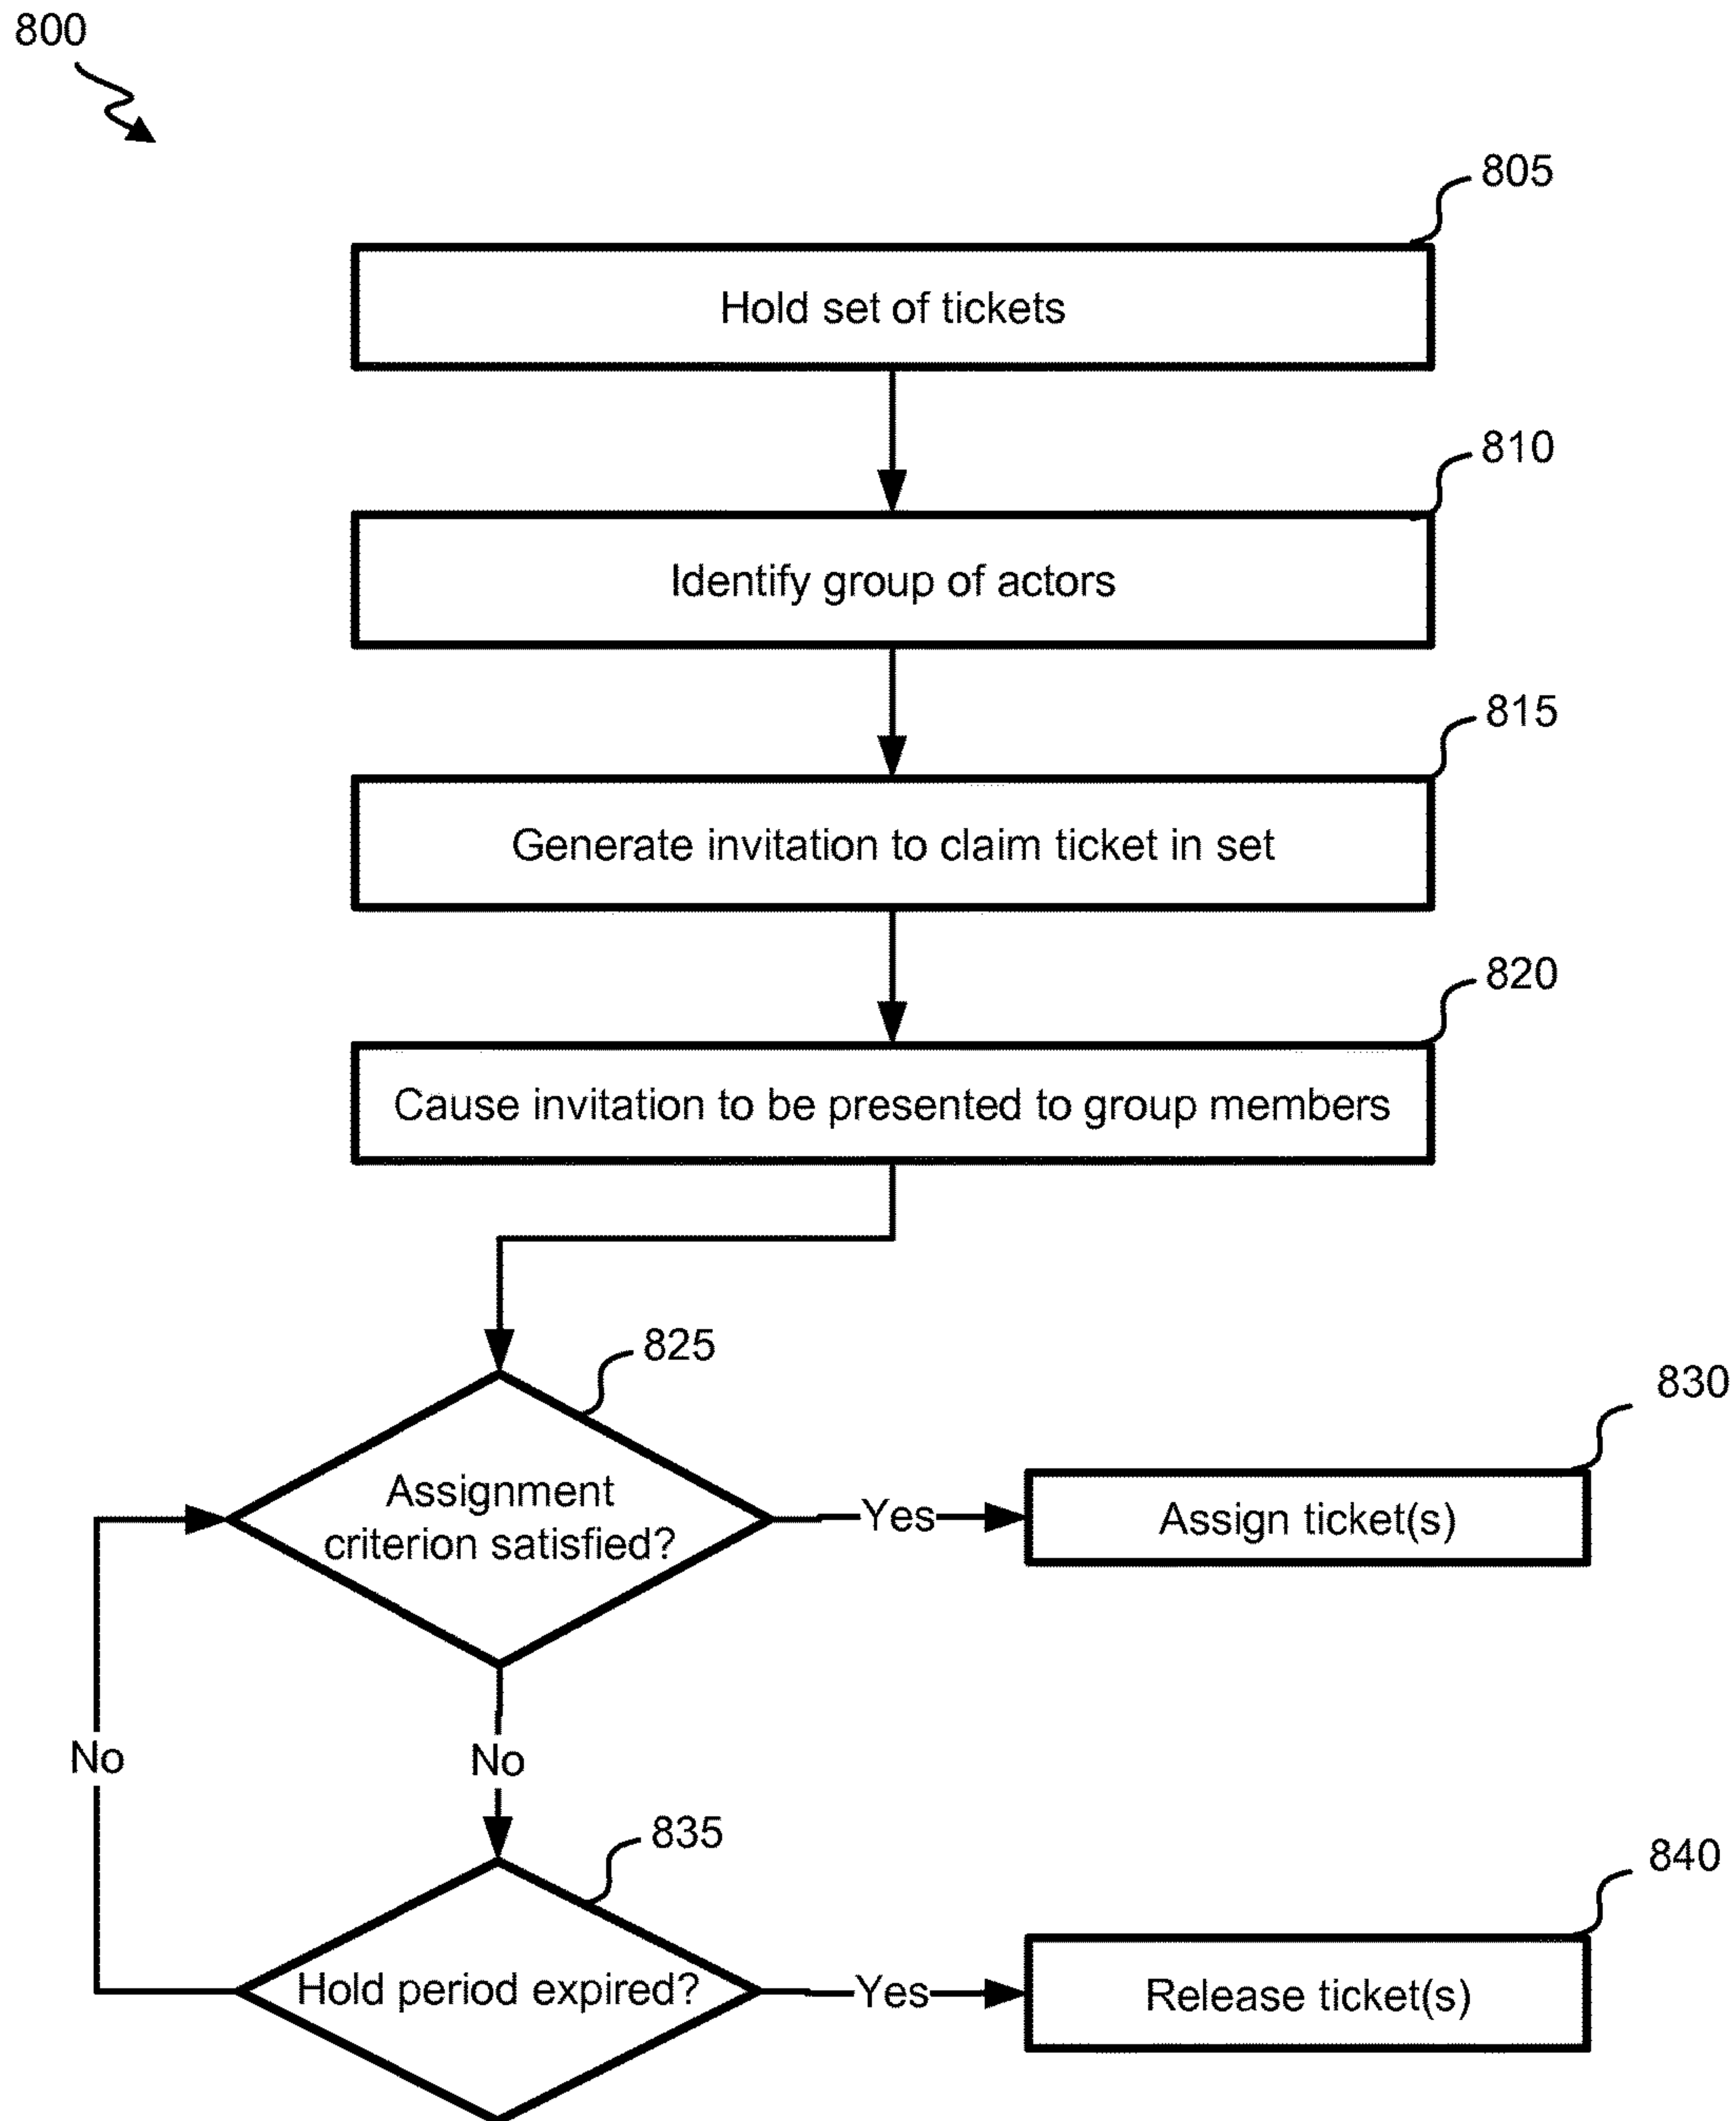 800
805
Hold set of tickets
810
Identify group of actors
815
Generate invitation to claim ticket in set
820
Cause invitation to be presented to group members
825
830
Assignment
criterion satisfied?
Yes
Assign ticket(s)
No
No
835
840
Hold period expired?
Yes
Release ticket(s)